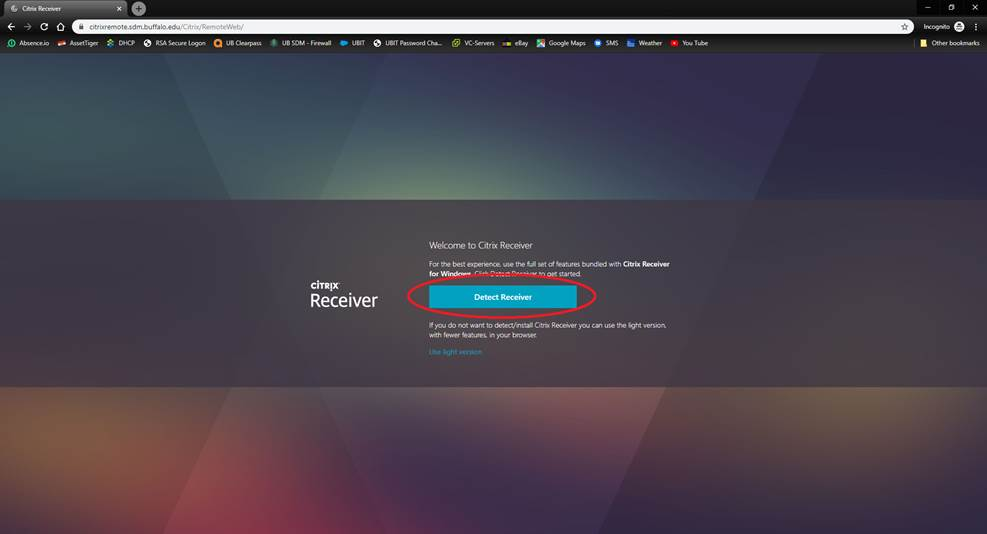 Citrix Receiver
citrixremote.sdm.buffalo.edu/Citrix/RemoteWeb/
Incognito
Absence.io AssetTiger DHCP RSA Secure Logon UB Clearpass UB SDM - Firewall UBIT UBIT Password Cha... VC-Servers eBay Google Maps SMS Weather You Tube Other bookmarks
Welcome to Citrix Receiver
For the best experience, use the full set of features bundled with Citrix Receiver
for Windows. Click Detect Receiver to get started.
CITRIX
Receiver
Detect Receiver
If you do not want to detect/install Citrix Receiver you can use the light version,
with fewer features, in your browser.
Use light version